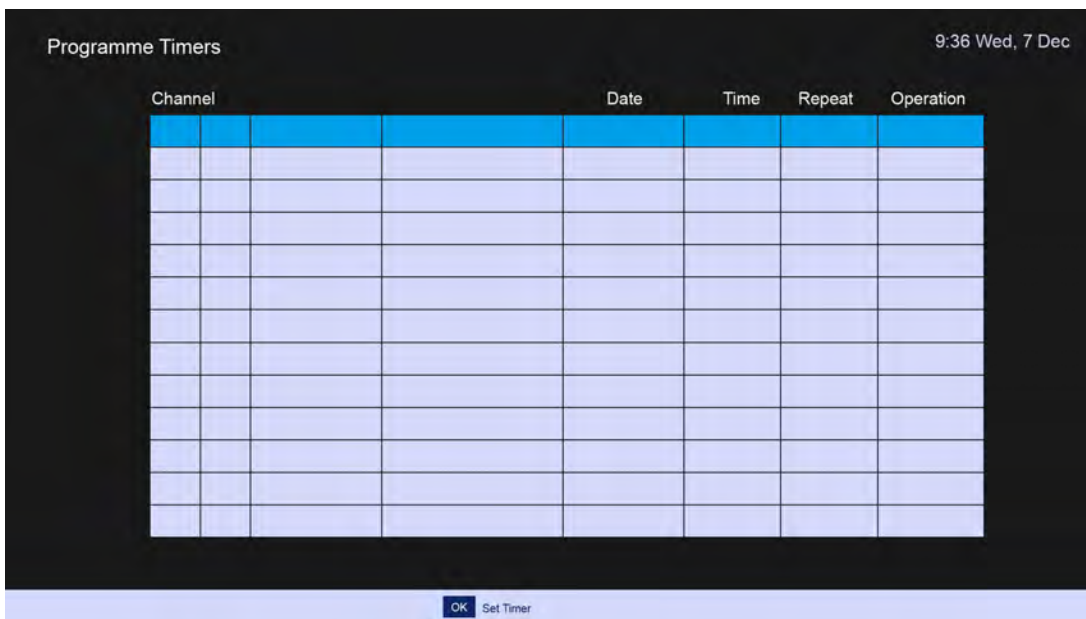 Programme Timers
9:36 Wed, 7 Dec
Channel Date Time Repeat Operation
OK Set Timer